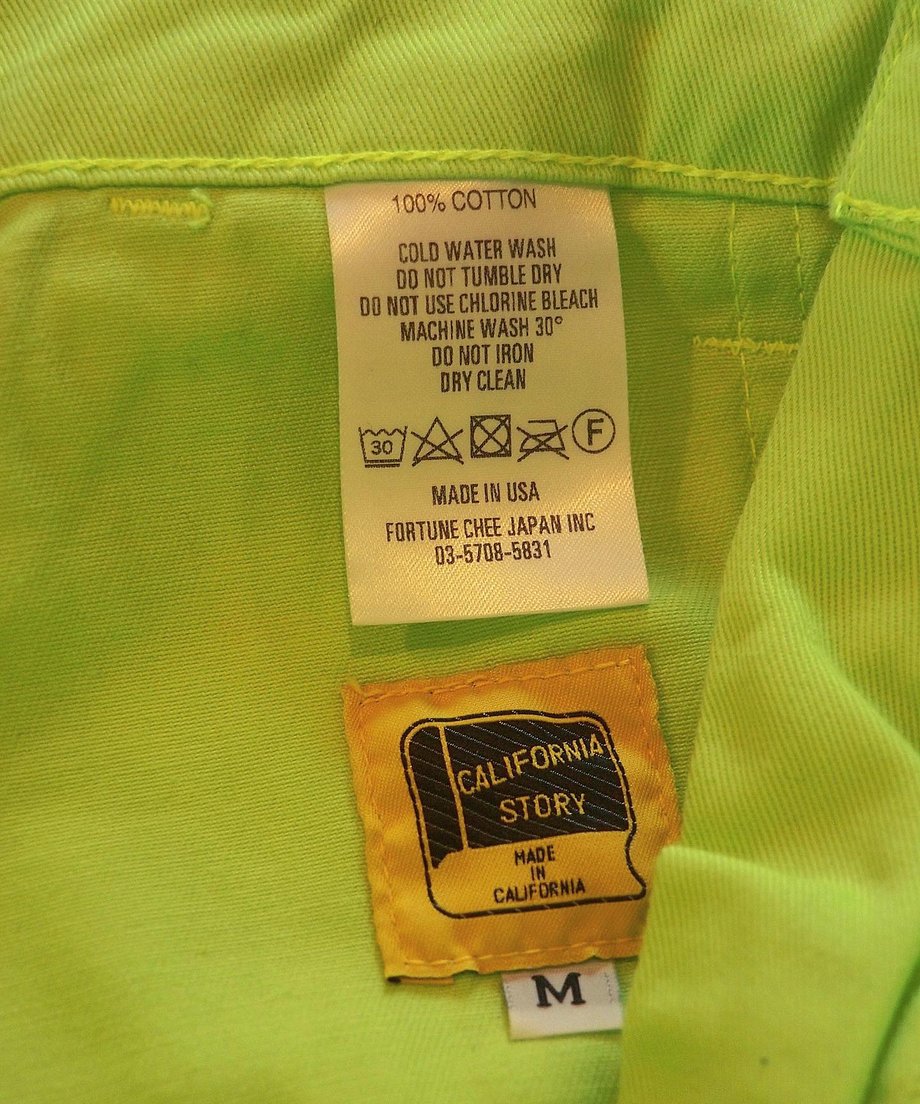 100% COTTON
COLD WATER WASH
DO NOT TUMBLE DRY
DO NOT USE CHLORINE BLEACH
MACHINE WASH 30°
DO NOT IRON
DRY CLEAN
30 F
MADE IN USA
FORTUNE CHEE JAPAN INC
03-5708-5831
CALIFORNIA
STORY
MADE
IN
CALIFORNIA
M